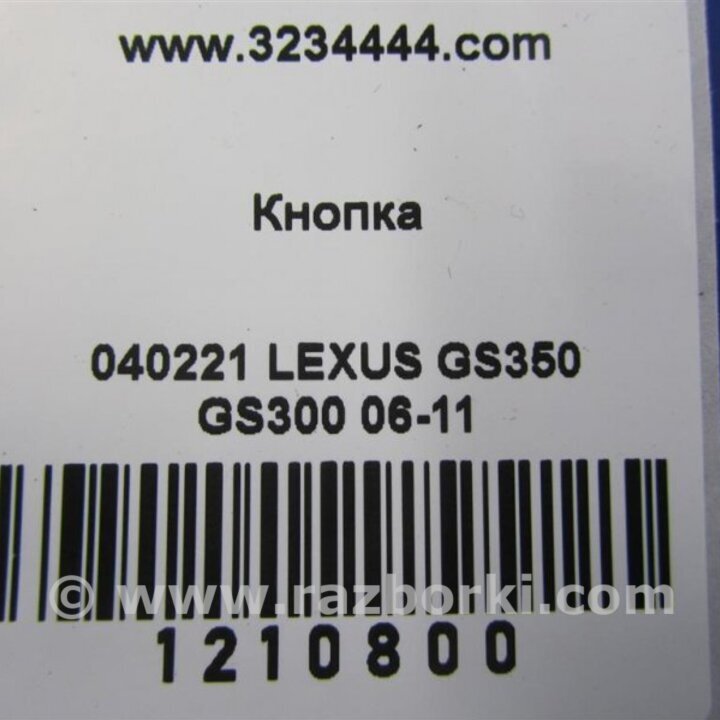 www.3234444.com
Кнопка
040221 LEXUS GS350
GS300 06-11
© www.razborki.com
1210800